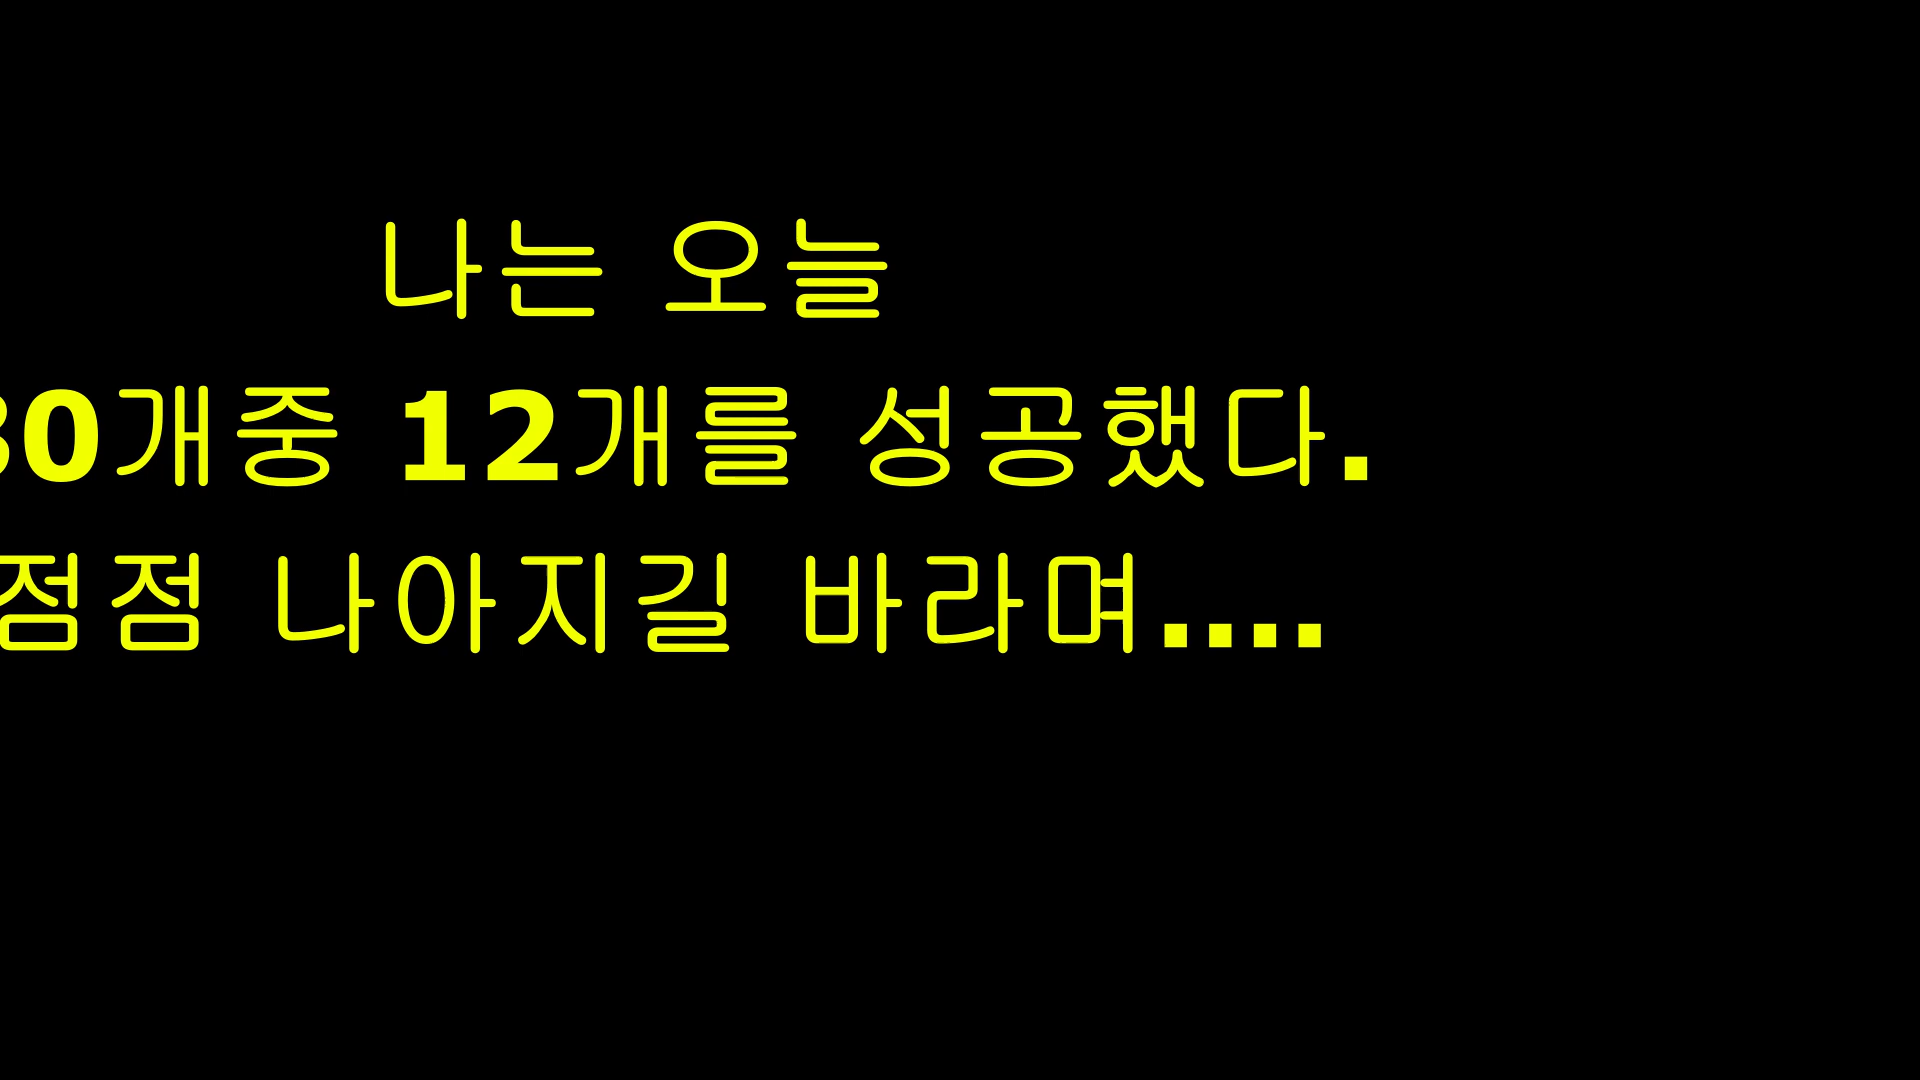 나는 오늘
30개중 12개를 성공했다.
점점 나아지길 바라며....